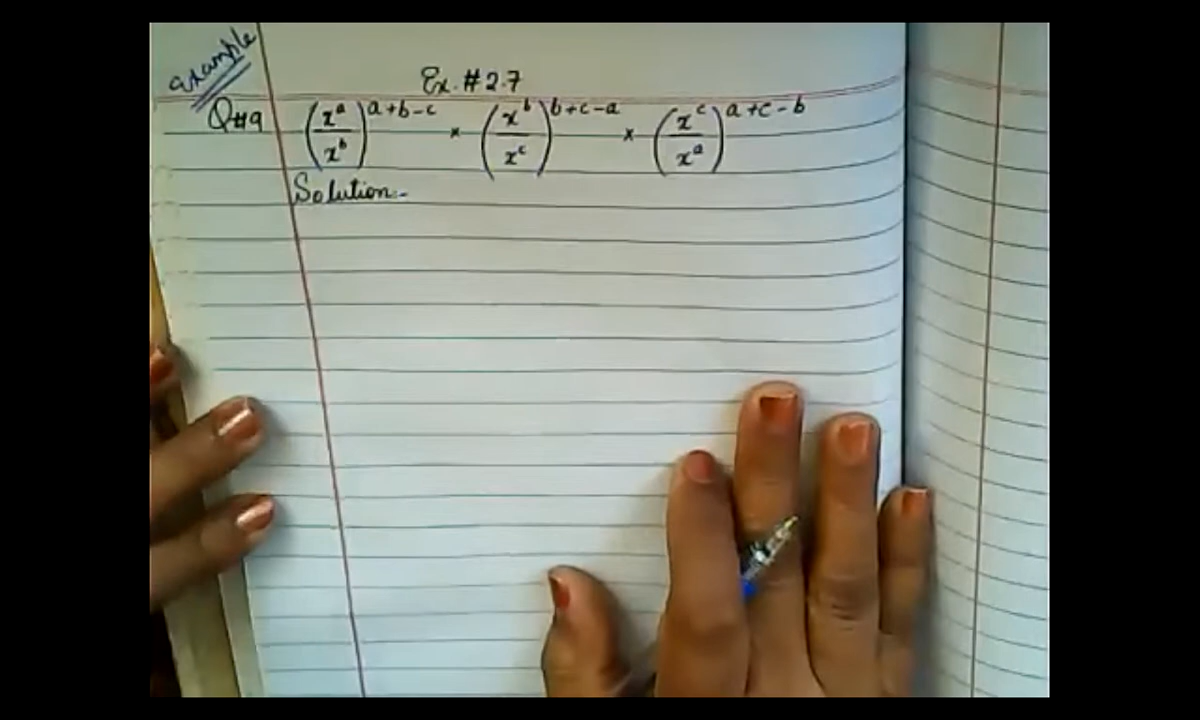 Example
Ex. # 2.7
Q#9 (x^a/x^b)^(a+b-c) × (x^b/x^c)^(b+c-a) × (x^c/x^a)^(a+c-b)
Solution:-